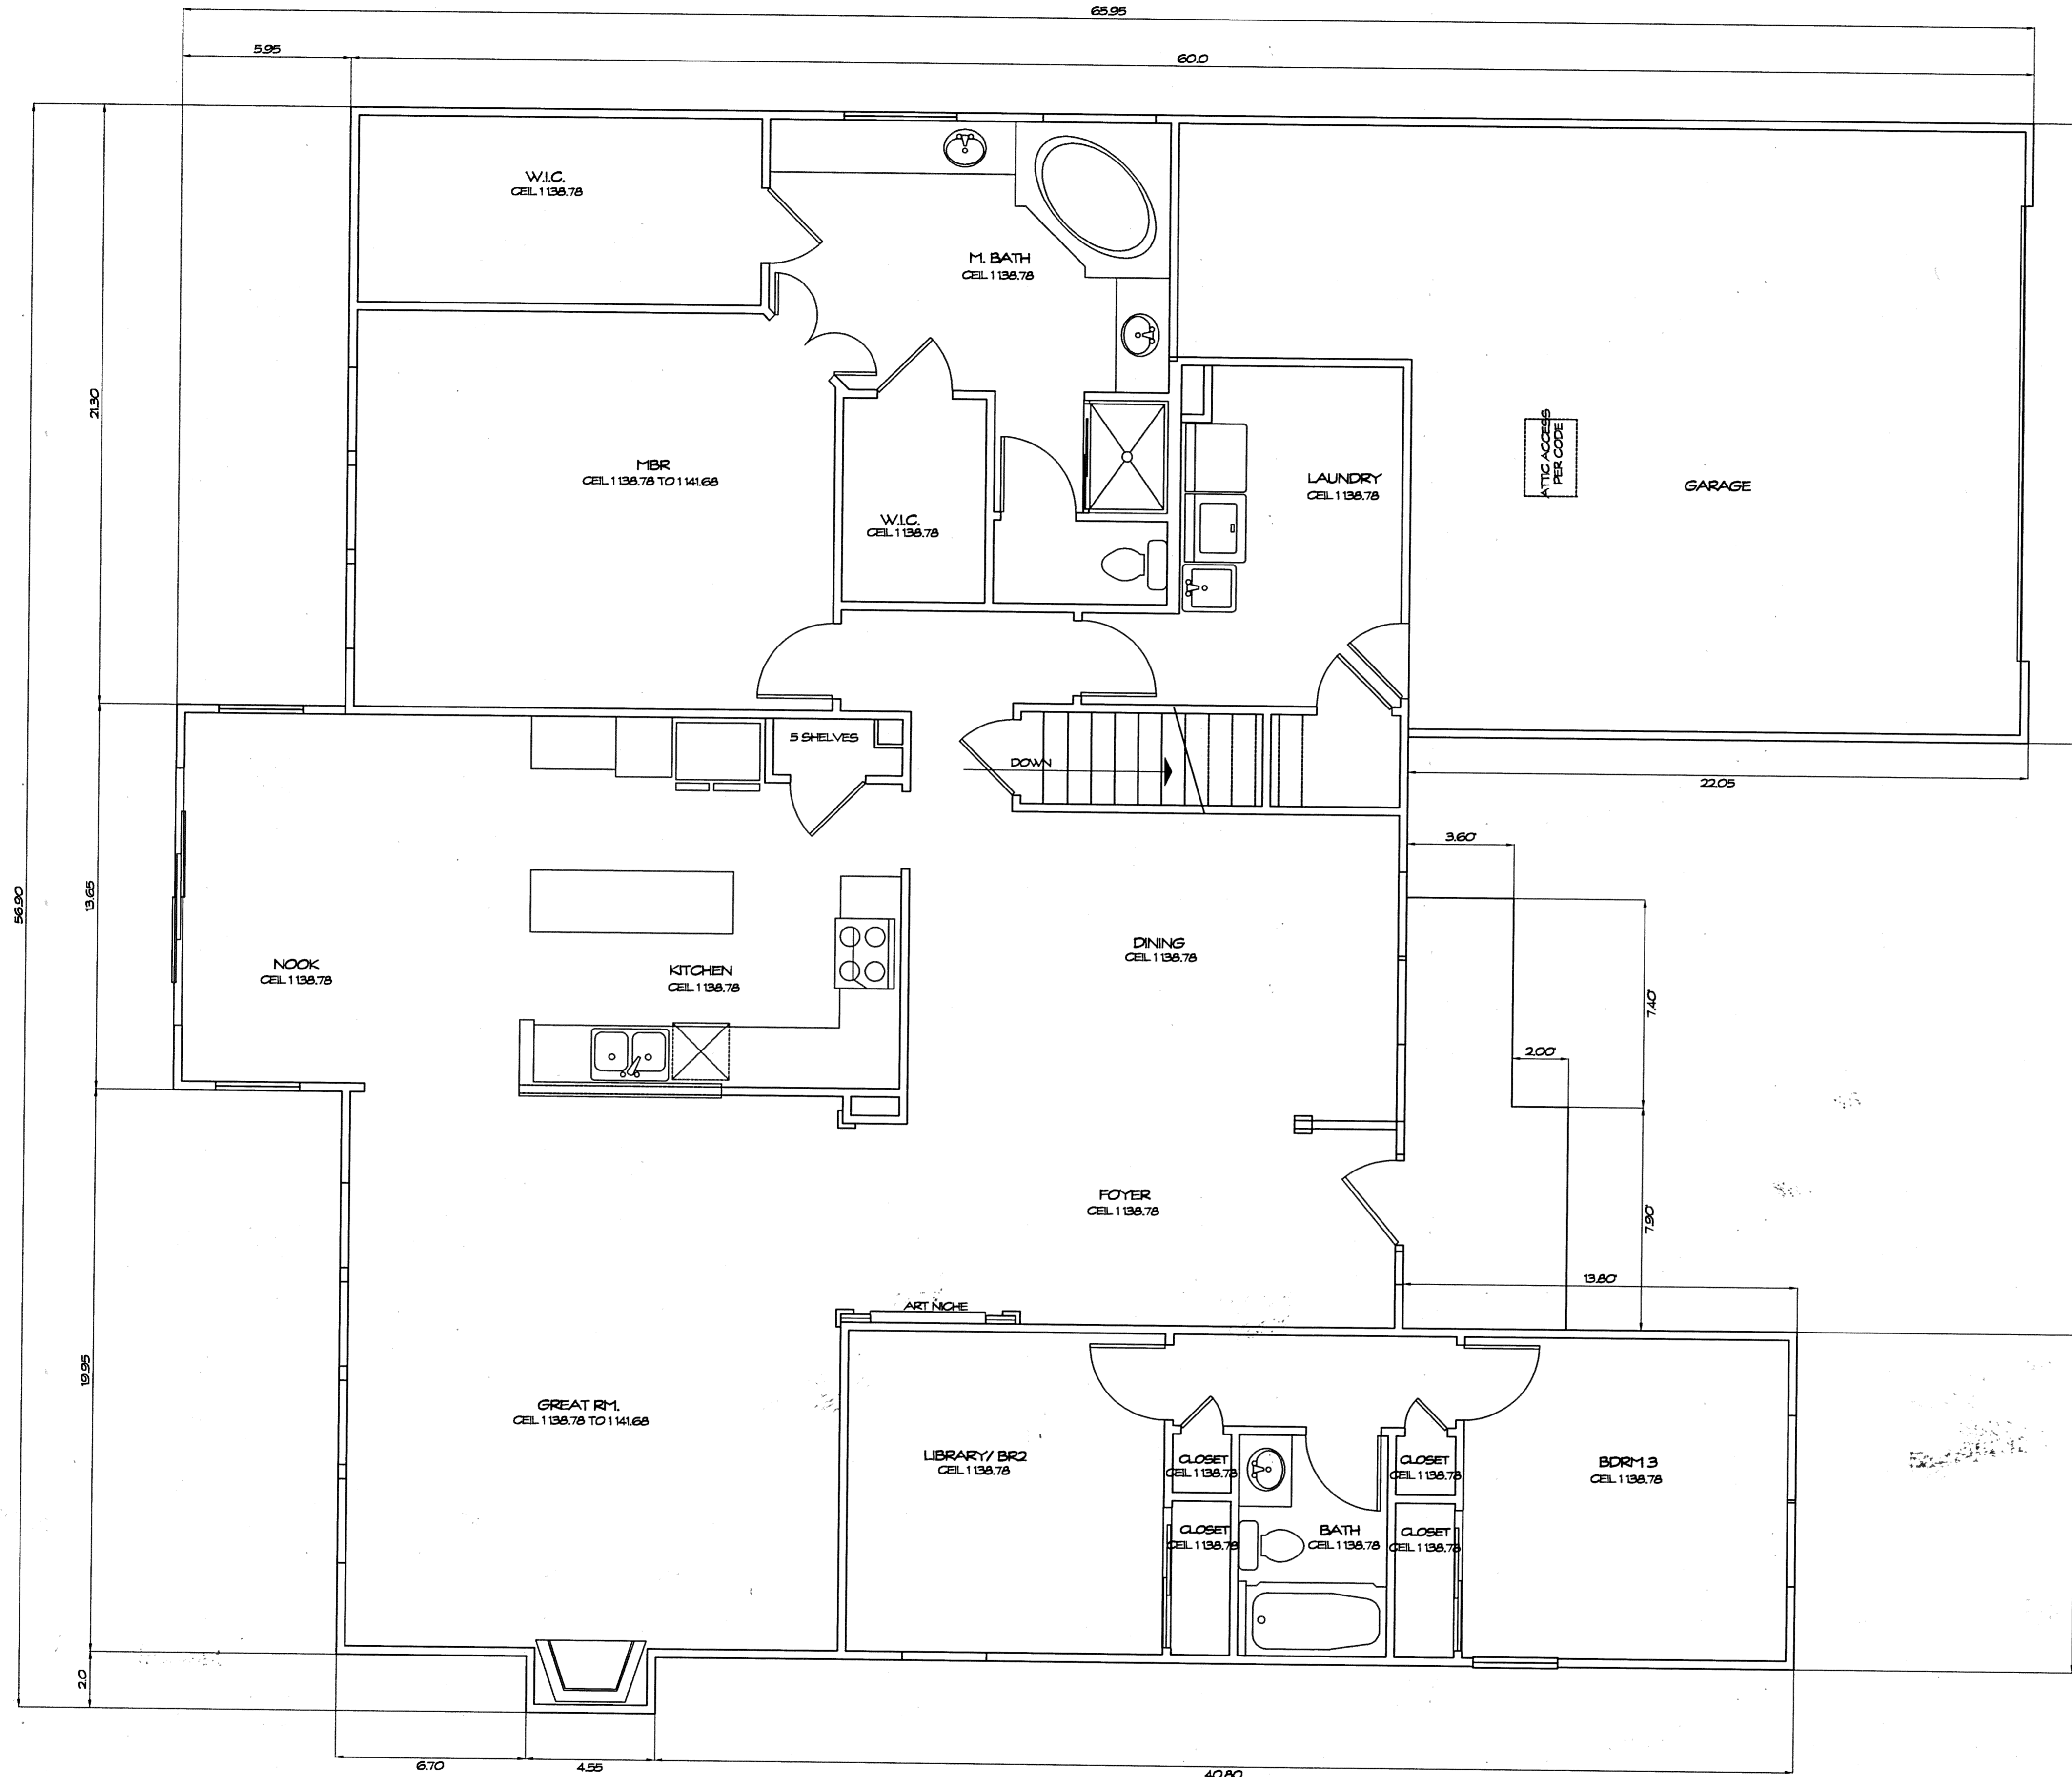 65.95
5.95
60.0
W.I.C.
CEIL 1138.78
M. BATH
CEIL 1138.78
21.30
MBR
CEIL 1138.78 TO 1141.68
W.I.C.
CEIL 1138.78
LAUNDRY
CEIL 1138.78
ATTIC ACCESS
PER CODE
GARAGE
5 SHELVES
DOWN
22.05
3.60'
56.90
13.65
NOOK
CEIL 1138.78
KITCHEN
CEIL 1138.78
DINING
CEIL 1138.78
7.40'
2.00'
FOYER
CEIL 1138.78
7.90'
13.80'
ART NICHE
19.95
GREAT RM.
CEIL 1138.78 TO 1141.68
LIBRARY/ BR2
CEIL 1138.78
CLOSET
CEIL 1138.78
CLOSET
CEIL 1138.78
BDRM 3
CEIL 1138.78
CLOSET
CEIL 1138.78
BATH
CEIL 1138.78
CLOSET
CEIL 1138.78
2.0
6.70
4.55
40.80